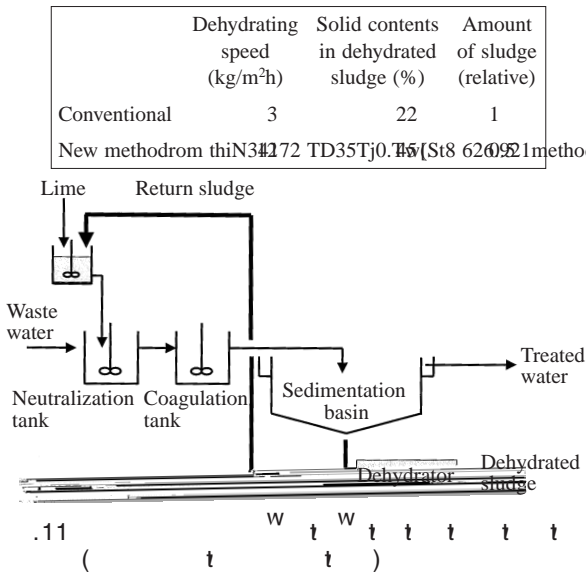 Dehydrating Solid contents Amount
speed in dehydrated of sludge
(kg/m²h) sludge (%) (relative)
Conventional 3 22 1
New method
Lime Return sludge
Waste
water
Treated
water
Neutralization
tank
Coagulation
tank
Sedimentation
basin
Dehydrator
Dehydrated
sludge
.11